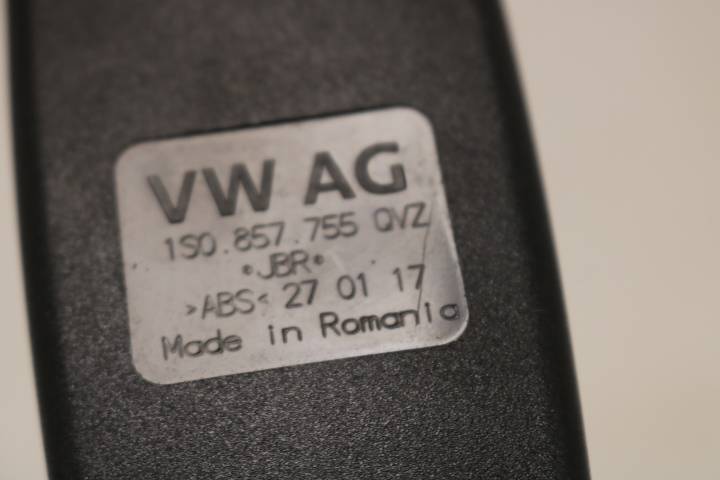 VW AG
1S0.857.755 QVZ
•JBR•
>ABS< 27 01 17
Made in Romania